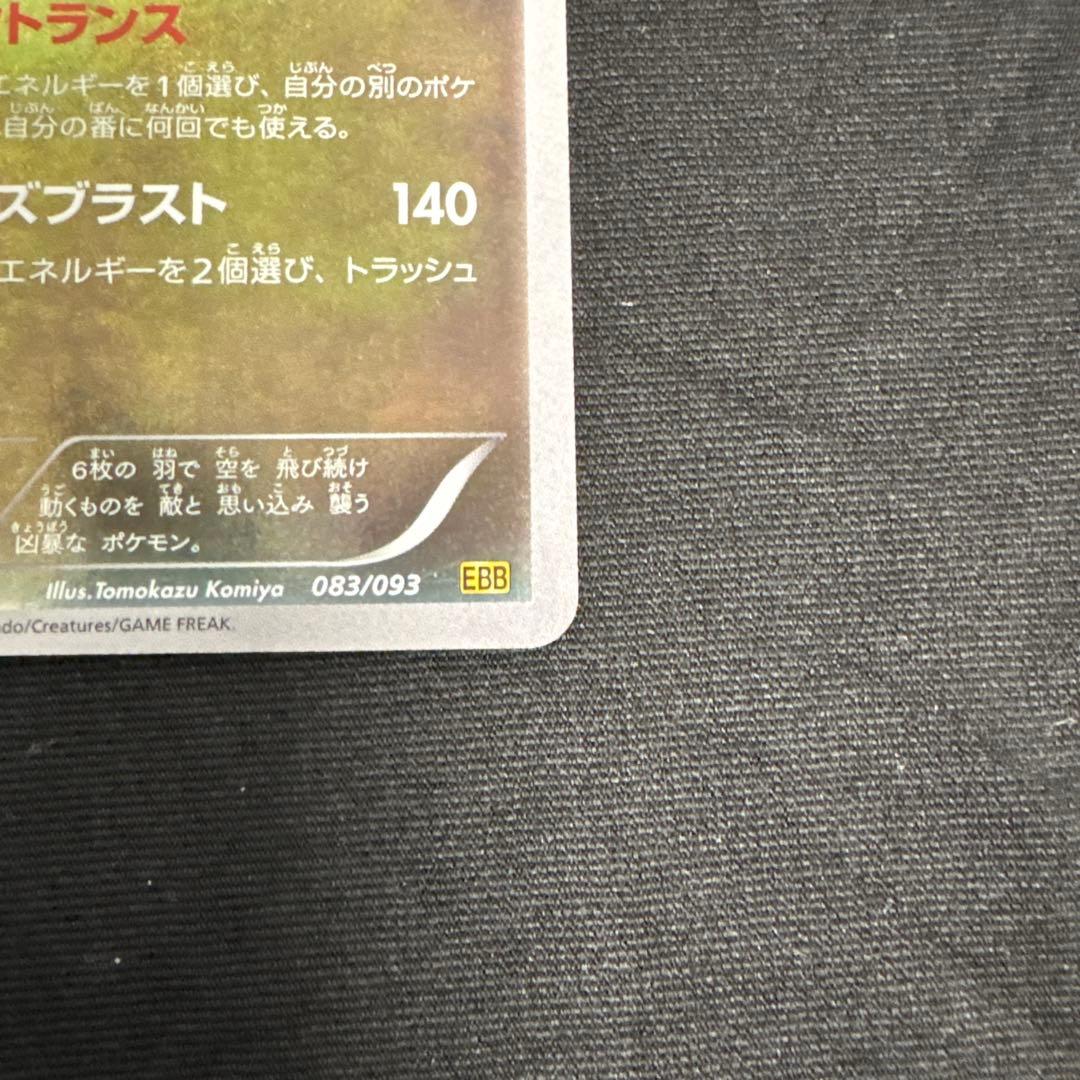 トランス
エネルギーを1個選び、自分の別のポケ
自分の番に何回でも使える。
ズブラスト 140
エネルギーを2個選び、トラッシュ
6枚の 羽で 空を 飛び続け
動くものを 敵と 思い込み 襲う
凶暴な ポケモン。
Illus.Tomokazu Komiya 083/093 EBB
do/Creatures/GAME FREAK.